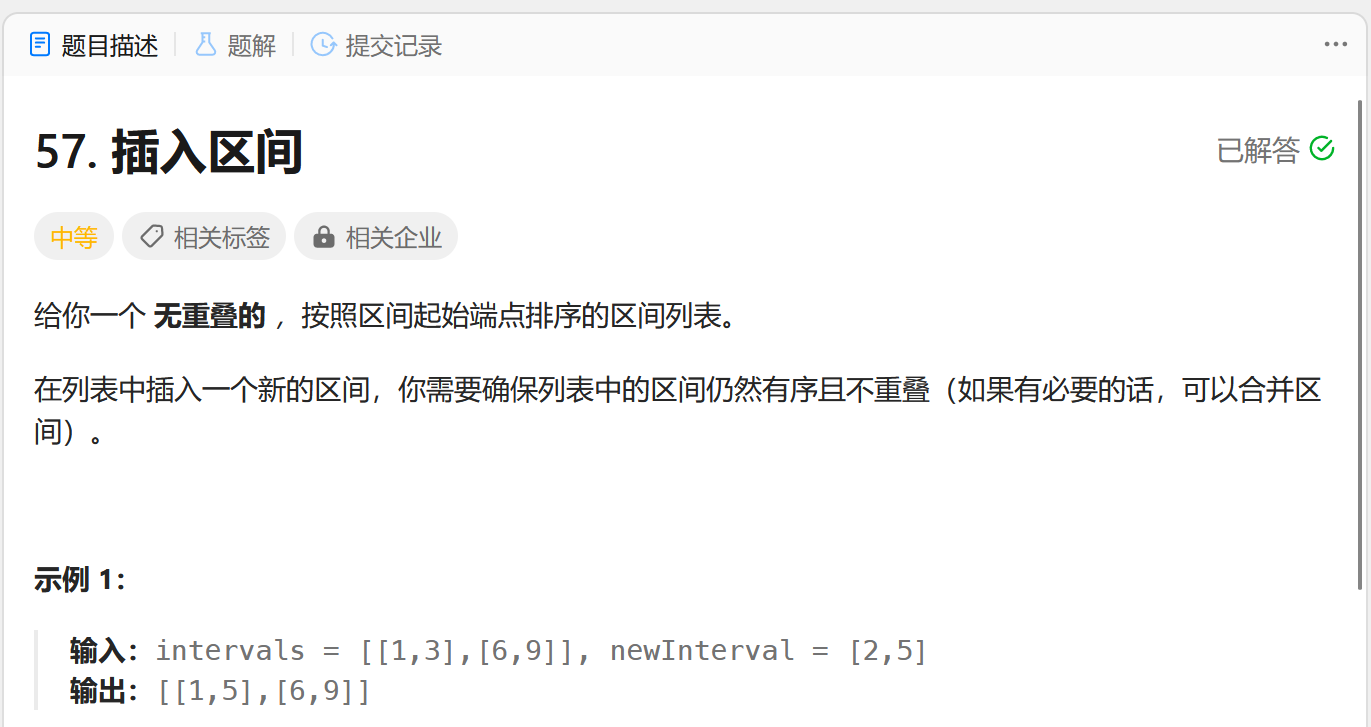 题目描述 题解 提交记录
57. 插入区间
已解答
中等 相关标签 相关企业
给你一个 无重叠的 ，按照区间起始端点排序的区间列表。
在列表中插入一个新的区间，你需要确保列表中的区间仍然有序且不重叠（如果有必要的话，可以合并区
间）。
示例 1：
输入：intervals = [[1,3],[6,9]], newInterval = [2,5]
输出：[[1,5],[6,9]]